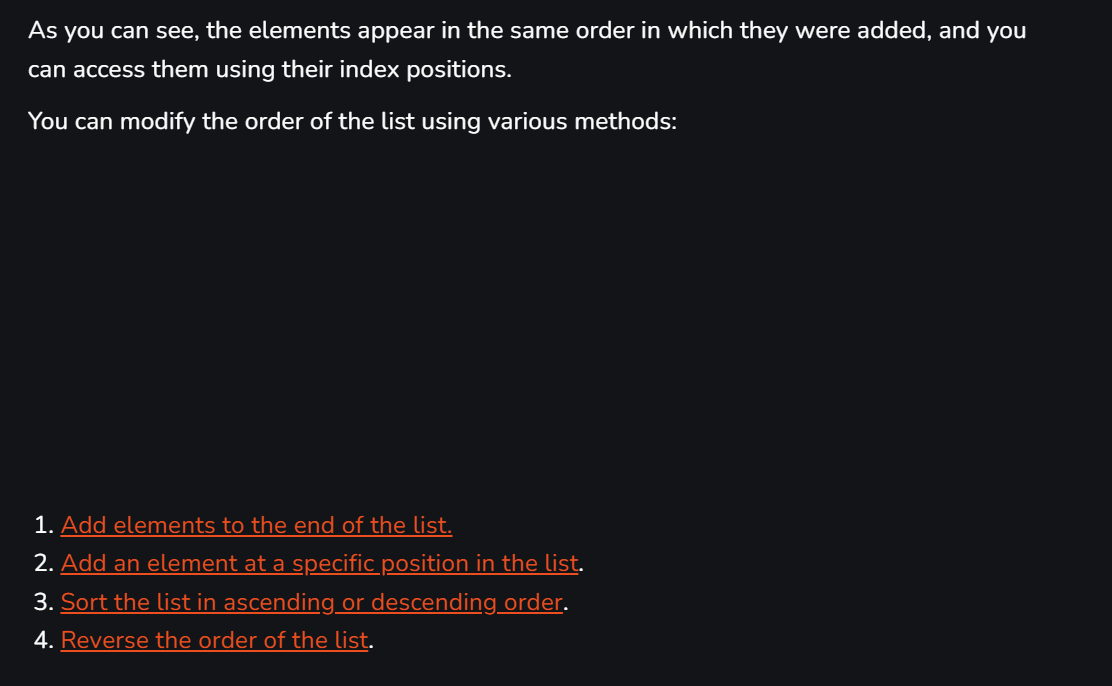 As you can see, the elements appear in the same order in which they were added, and you
can access them using their index positions.
You can modify the order of the list using various methods:
1. Add elements to the end of the list.
2. Add an element at a specific position in the list.
3. Sort the list in ascending or descending order.
4. Reverse the order of the list.